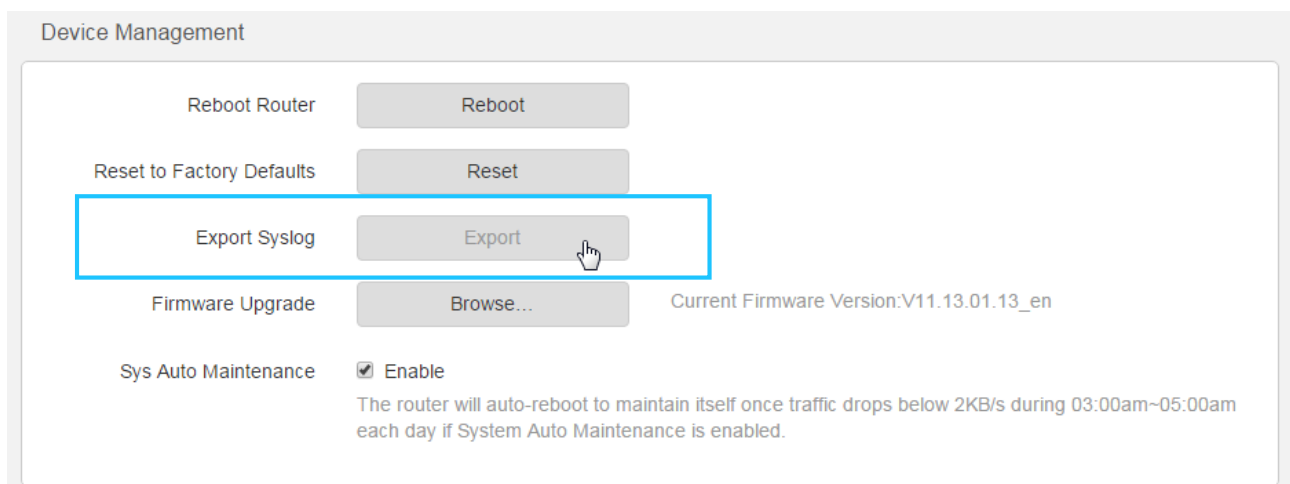 Device Management
Reboot Router Reboot
Reset to Factory Defaults Reset
Export Syslog Export
Firmware Upgrade Browse... Current Firmware Version:V11.13.01.13_en
Sys Auto Maintenance Enable
The router will auto-reboot to maintain itself once traffic drops below 2KB/s during 03:00am~05:00am
each day if System Auto Maintenance is enabled.